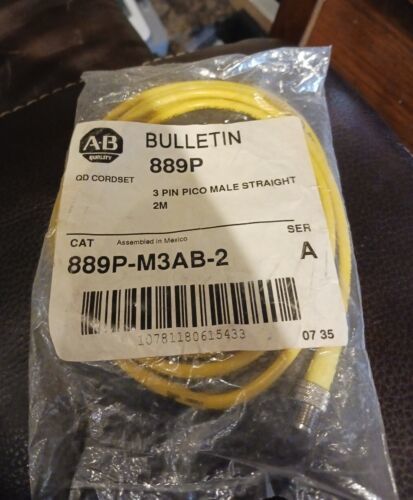 A-B
QUALITY
BULLETIN
889P
QD CORDSET
3 PIN PICO MALE STRAIGHT
2M
CAT
Assembled in Mexico
SER
889P-M3AB-2
A
10781180615433
07 35